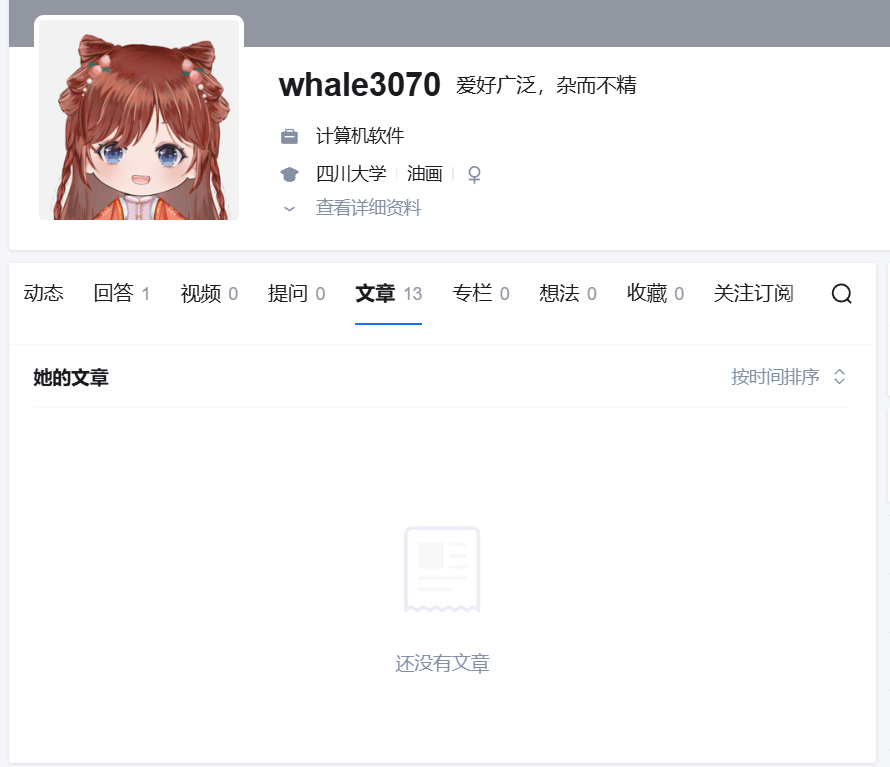 whale3070 爱好广泛，杂而不精
计算机软件
四川大学 油画
查看详细资料
动态 回答 1 视频 0 提问 0 文章 13 专栏 0 想法 0 收藏 0 关注订阅
她的文章 按时间排序
还没有文章